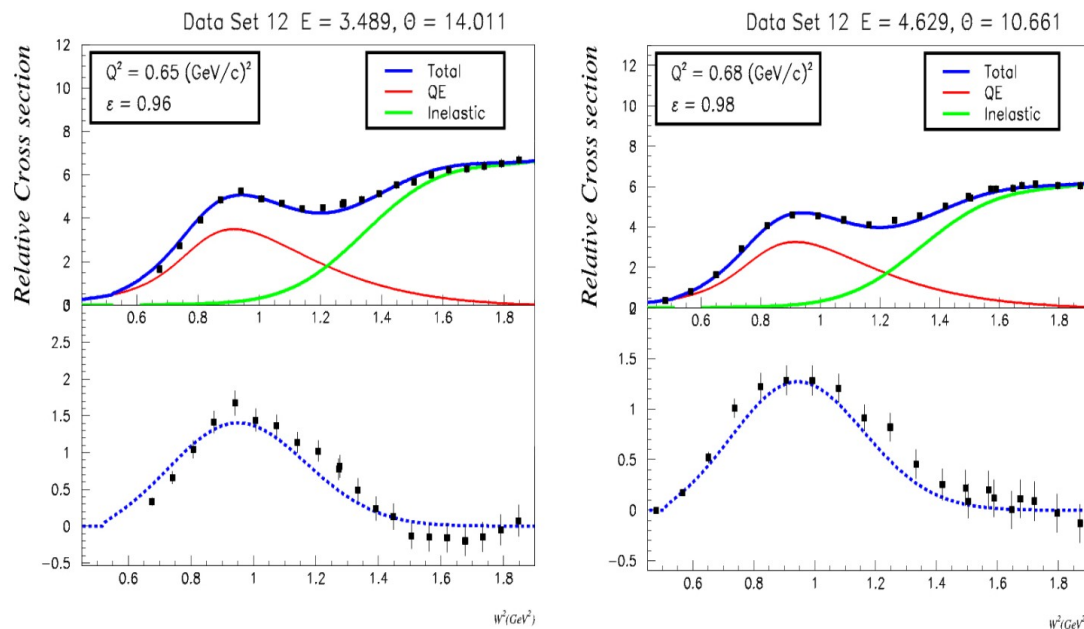 Data Set 12 E = 3.489, Θ = 14.011
Relative Cross section
12
10
8
6
4
2
0
Q² = 0.65 (GeV/c)²
ε = 0.96
Total
QE
Inelastic
0.6 0.8 1 1.2 1.4 1.6 1.8
2.5
2
1.5
1
0.5
0
-0.5
0.6 0.8 1 1.2 1.4 1.6 1.8
W²(GeV²)
Data Set 12 E = 4.629, Θ = 10.661
Relative Cross section
12
10
8
6
4
2
0
Q² = 0.68 (GeV/c)²
ε = 0.98
Total
QE
Inelastic
0.6 0.8 1 1.2 1.4 1.6 1.8
1.5
1
0.5
0
-0.5
0.6 0.8 1 1.2 1.4 1.6 1.8
W²(GeV²)